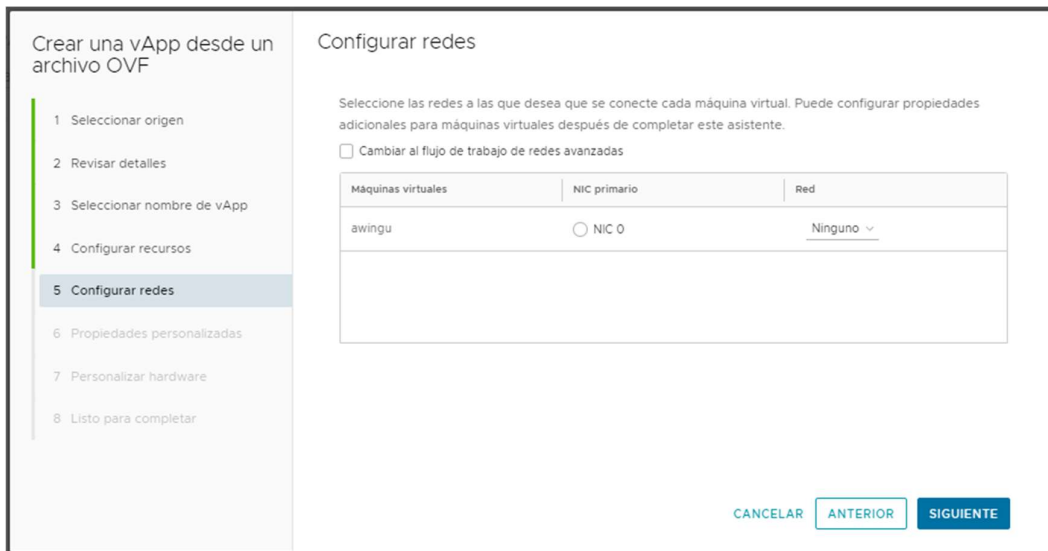 Crear una vApp desde un
archivo OVF
1 Seleccionar origen
2 Revisar detalles
3 Seleccionar nombre de vApp
4 Configurar recursos
5 Configurar redes
6 Propiedades personalizadas
7 Personalizar hardware
8 Listo para completar
Configurar redes
Seleccione las redes a las que desea que se conecte cada máquina virtual. Puede configurar propiedades
adicionales para máquinas virtuales después de completar este asistente.
Cambiar al flujo de trabajo de redes avanzadas
Máquinas virtuales NIC primario Red
awingu NIC 0 Ninguno
CANCELAR ANTERIOR SIGUIENTE